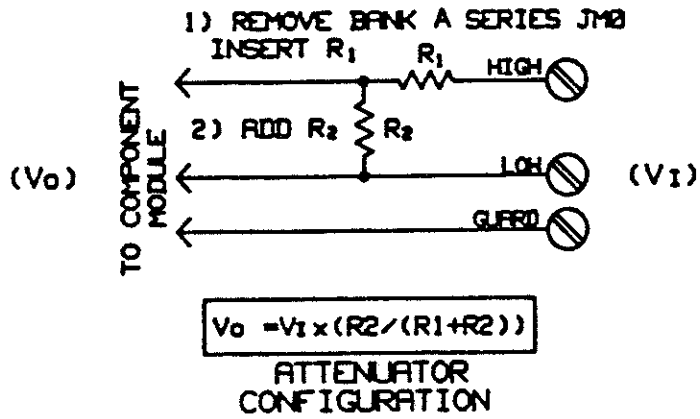 1) REMOVE BANK A SERIES JM0
INSERT R1
R1
HIGH
2) ADD R2
R2
(Vo)
TO COMPONENT
MODULE
LOW
(VI)
GUARD
Vo =VI x(R2/(R1+R2))
ATTENUATOR
CONFIGURATION